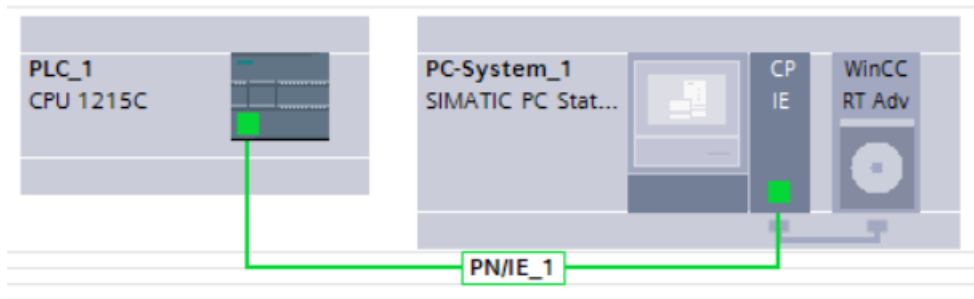 PLC_1
CPU 1215C
PC-System_1
SIMATIC PC Stat...
CP
IE
WinCC
RT Adv
PN/IE_1